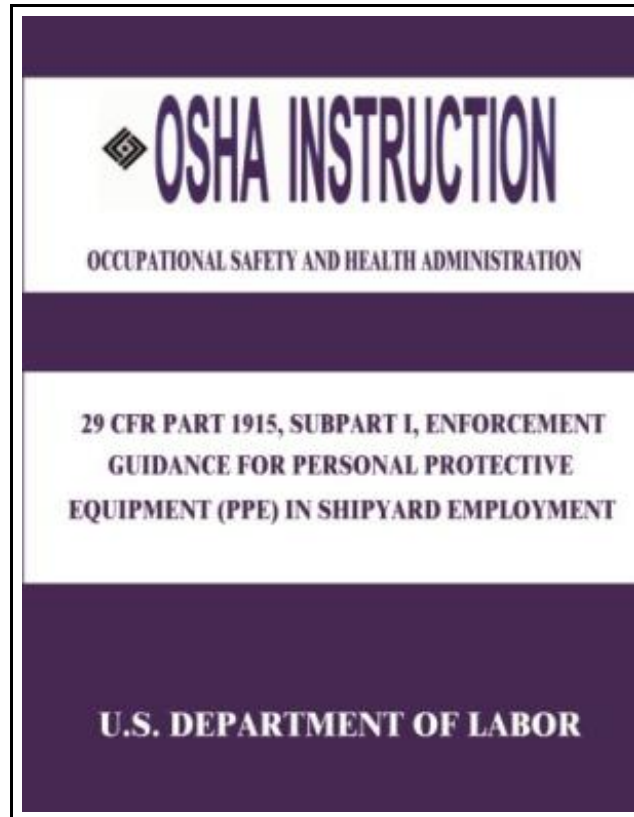 OSHA INSTRUCTION
OCCUPATIONAL SAFETY AND HEALTH ADMINISTRATION
29 CFR PART 1915, SUBPART I, ENFORCEMENT
GUIDANCE FOR PERSONAL PROTECTIVE
EQUIPMENT (PPE) IN SHIPYARD EMPLOYMENT
U.S. DEPARTMENT OF LABOR